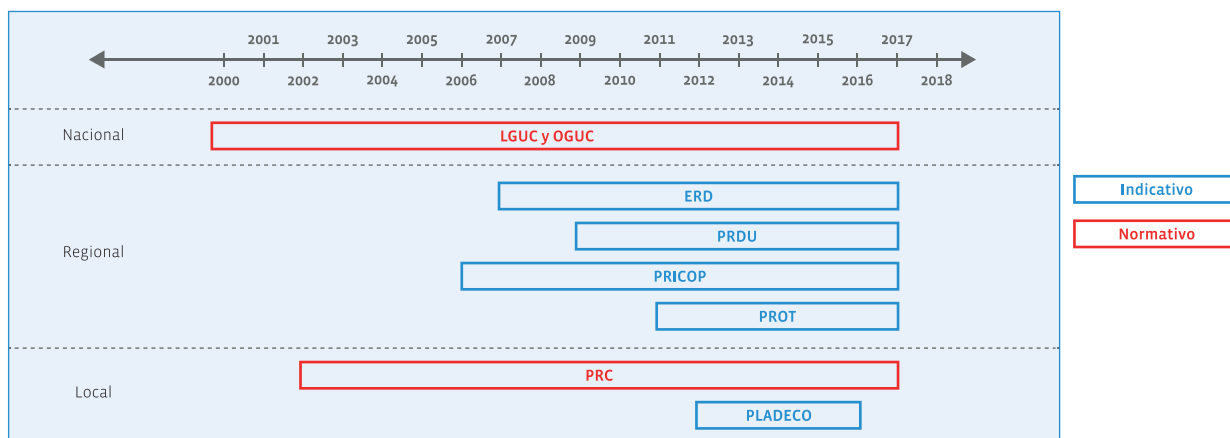 2001 2003 2005 2007 2009 2011 2013 2015 2017
2000 2002 2004 2006 2008 2010 2012 2014 2016 2018
Nacional
LGUC y OGUC
Regional
ERD
PRDU
PRICOP
PROT
Local
PRC
PLADECO
Indicativo
Normativo